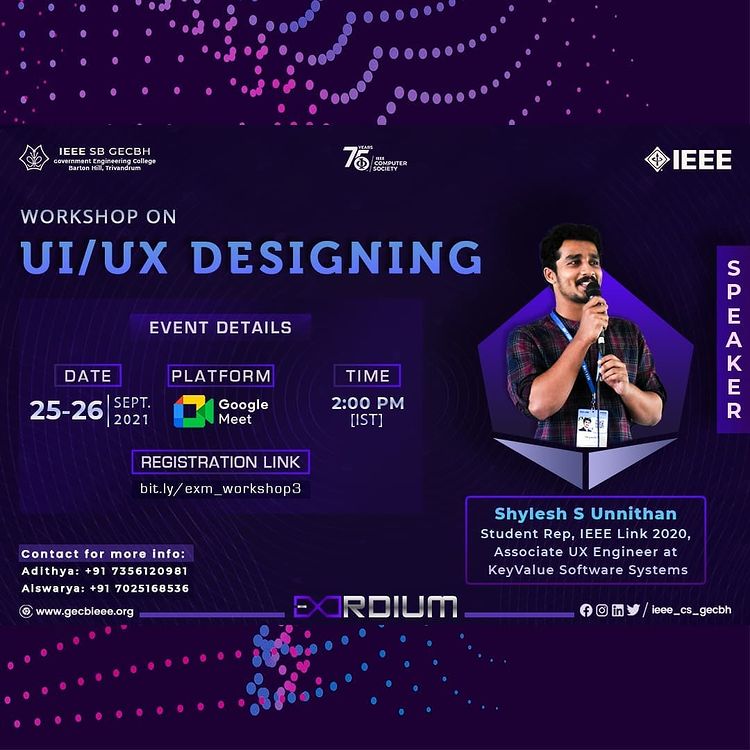 IEEE SB GECBH
Government Engineering College
Barton Hill, Trivandrum
75 YEARS
IEEE
COMPUTER
SOCIETY
IEEE
WORKSHOP ON
UI/UX DESIGNING
EVENT DETAILS
DATE
25-26 SEPT.
2021
PLATFORM
Google
Meet
TIME
2:00 PM
[IST]
REGISTRATION LINK
bit.ly/exm_workshop3
SPEAKER
Shylesh S Unnithan
Student Rep, IEEE Link 2020,
Associate UX Engineer at
KeyValue Software Systems
Contact for more info:
Adithya: +91 7356120981
Aiswarya: +91 7025168536
www.gecbieee.org
EXORDIUM
/ ieee_cs_gecbh